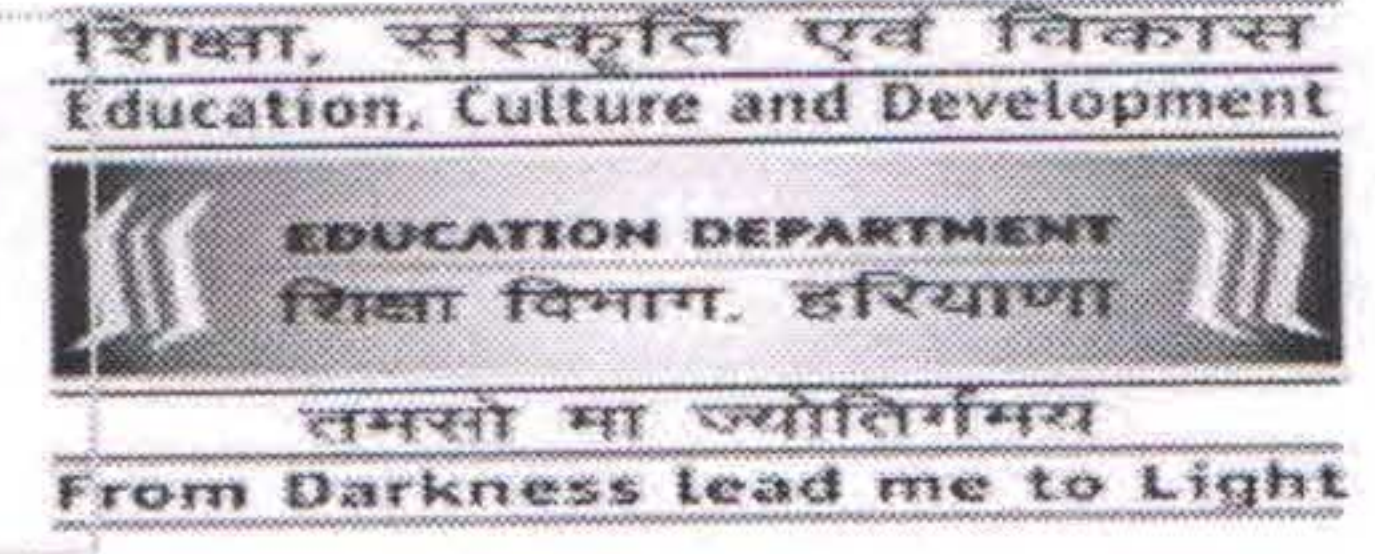 शिक्षा, संस्कृति एवं विकास
Education, Culture and Development
EDUCATION DEPARTMENT
शिक्षा विभाग, हरियाणा
तमसो मा ज्योतिर्गमय
From Darkness lead me to Light